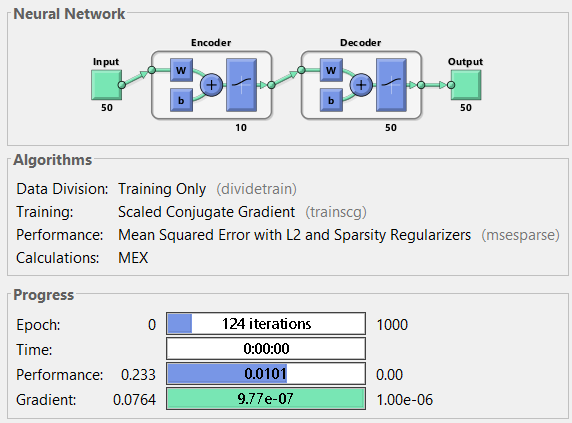 Neural Network
Encoder Decoder
Input Output
W W
b b
+ +
50 50
10 50
Algorithms
Data Division: Training Only (dividetrain)
Training: Scaled Conjugate Gradient (trainscg)
Performance: Mean Squared Error with L2 and Sparsity Regularizers (msesparse)
Calculations: MEX
Progress
Epoch: 0 124 iterations 1000
Time: 0:00:00
Performance: 0.233 0.0101 0.00
Gradient: 0.0764 9.77e-07 1.00e-06